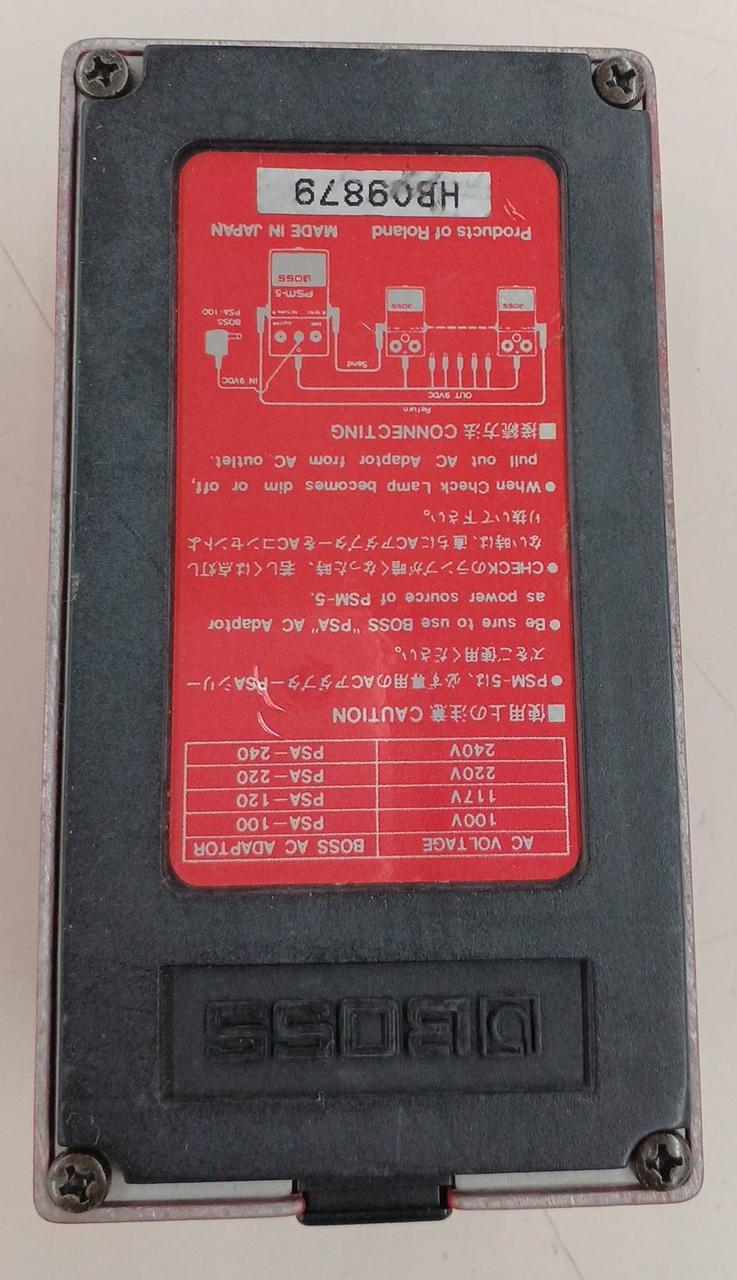 BOSS
AC VOLTAGE BOSS AC ADAPTOR
100V PSA-100
117V PSA-120
220V PSA-220
240V PSA-240
■使用上の注意 CAUTION
●PSM-5は、必ず専用のACアダプターPSAシリー
ズをご使用ください。
●Be sure to use BOSS "PSA" AC Adaptor
as power source of PSM-5.
●CHECKのランプが暗くなった時、若しくは点灯し
ない時は、直ちにACアダプターをACコンセントよ
り抜いて下さい。
●When Check Lamp becomes dim or off,
pull out AC Adaptor from AC outlet.
■接続方法 CONNECTING
Return
OUT 9VDC
IN 9VDC
Send
BOSS
PSA-100
PSM-5
BOSS
BOSS
BOSS
Products of Roland MADE IN JAPAN
HB09879